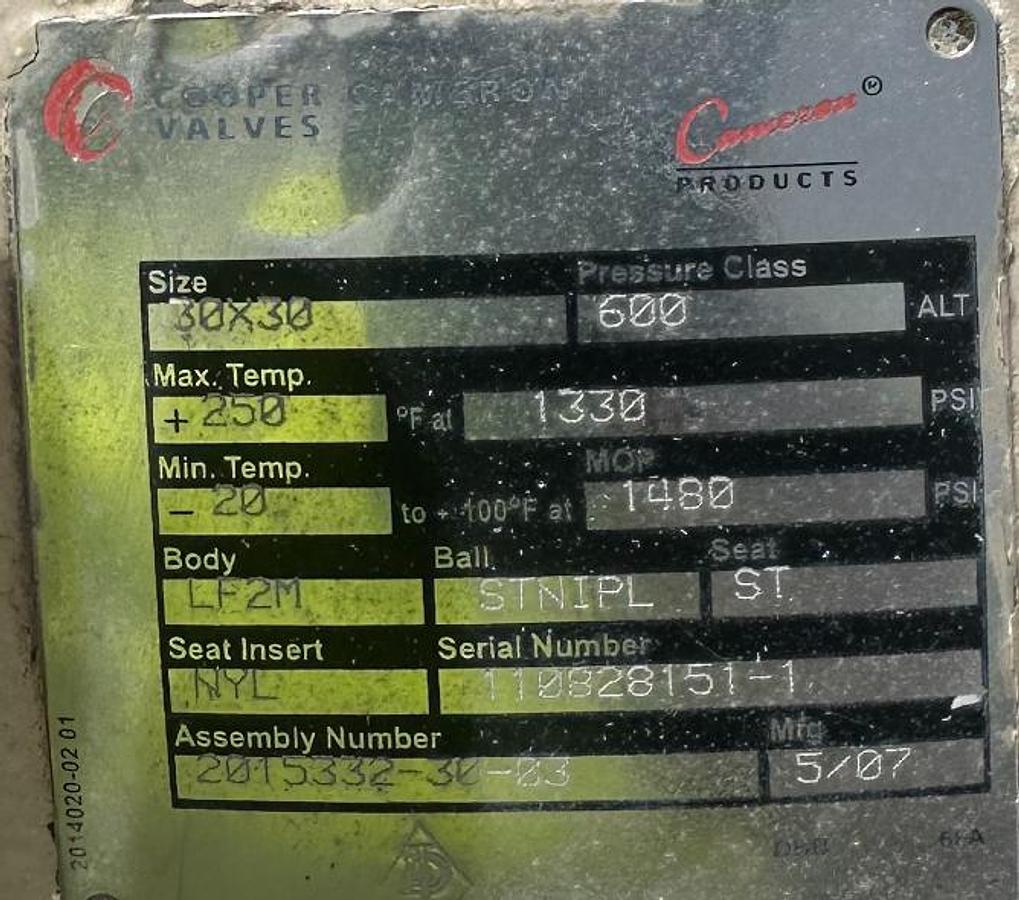 COOPER CAMERON
VALVES
Cameron®
PRODUCTS
Size Pressure Class
30X30 600 ALT
Max. Temp.
+ 250 °F at 1330 PSI
Min. Temp. MOP
- 20 to + 100°F at 1480 PSI
Body Ball Seat
LF2M STNIPL ST
Seat Insert Serial Number
NYL 110828151-1
Assembly Number Mfg
2015332-30-03 5/07
2014020-02 01